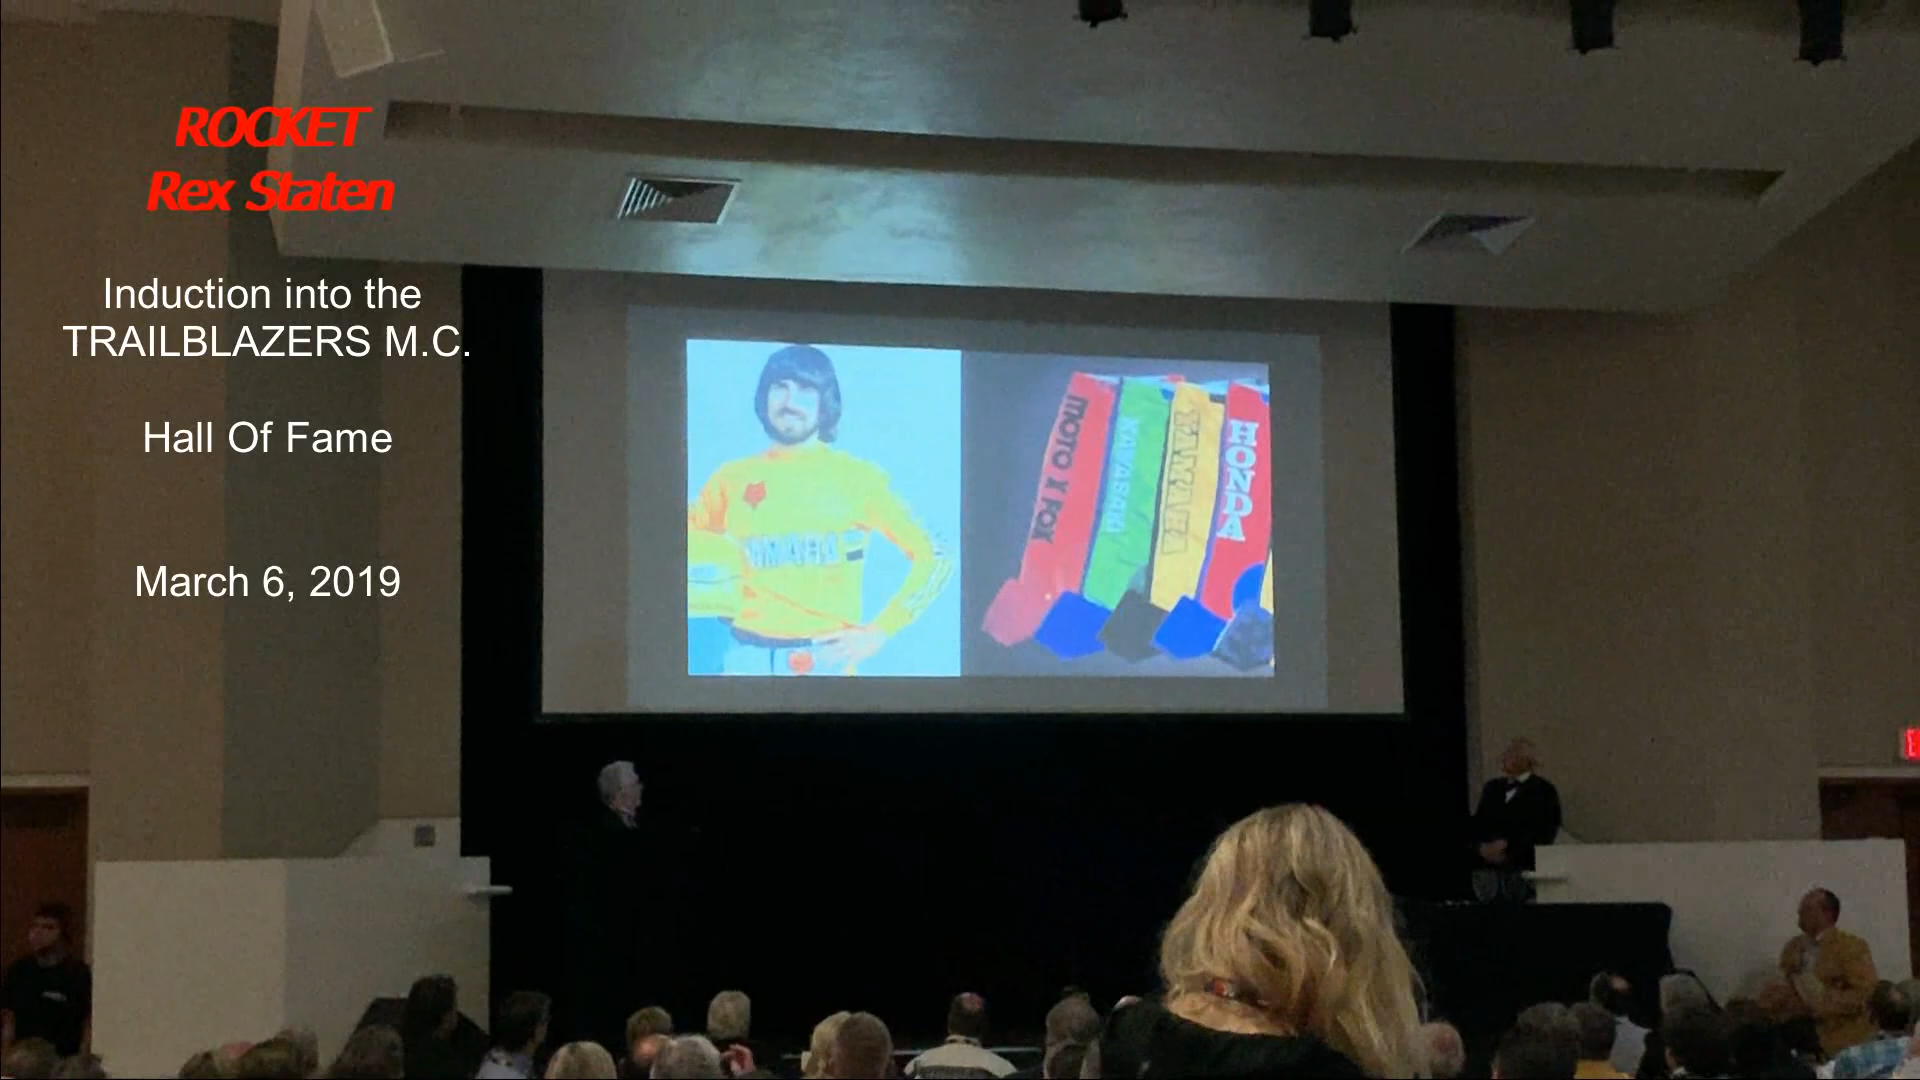 ROCKET
Rex Staten
Induction into the
TRAILBLAZERS M.C.
Hall Of Fame
March 6, 2019
YAMAHA
MOTO X FOX
KAWASAKI
YAMAHA
HONDA